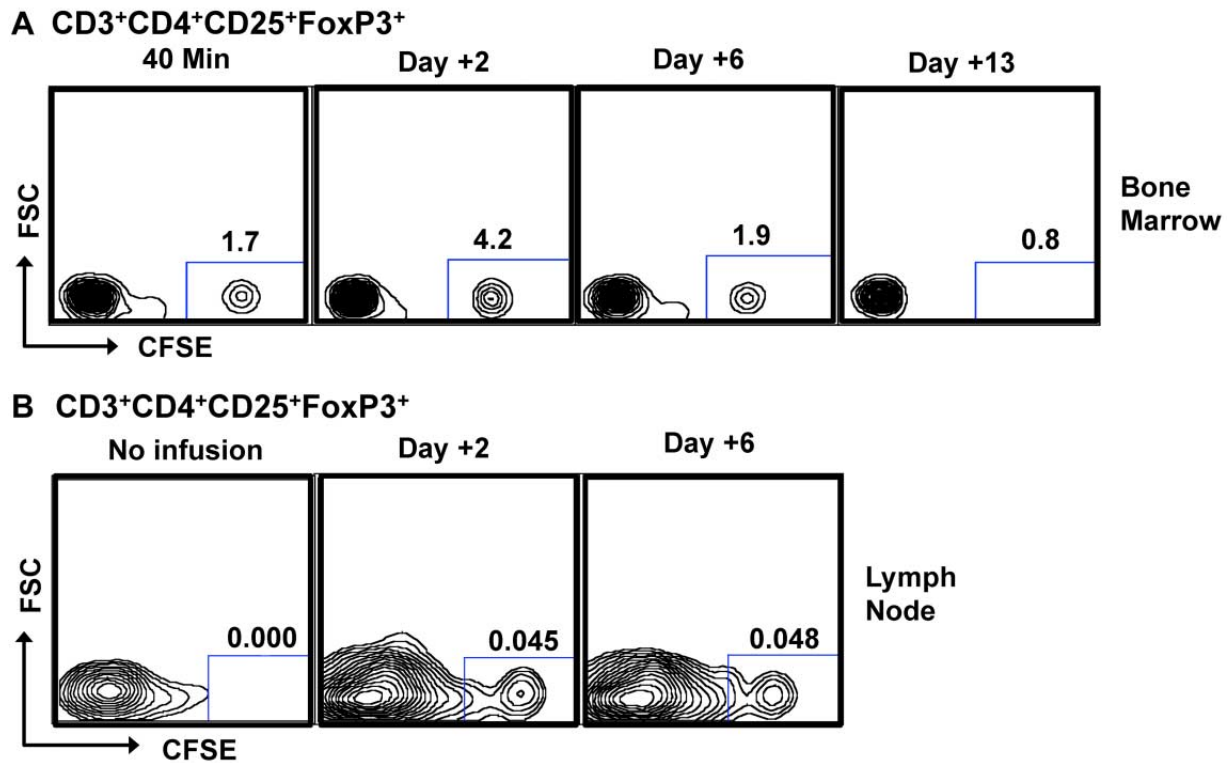 A CD3⁺CD4⁺CD25⁺FoxP3⁺
40 Min Day +2 Day +6 Day +13
1.7 4.2 1.9 0.8
FSC
CFSE
Bone
Marrow
B CD3⁺CD4⁺CD25⁺FoxP3⁺
No infusion Day +2 Day +6
0.000 0.045 0.048
FSC
CFSE
Lymph
Node